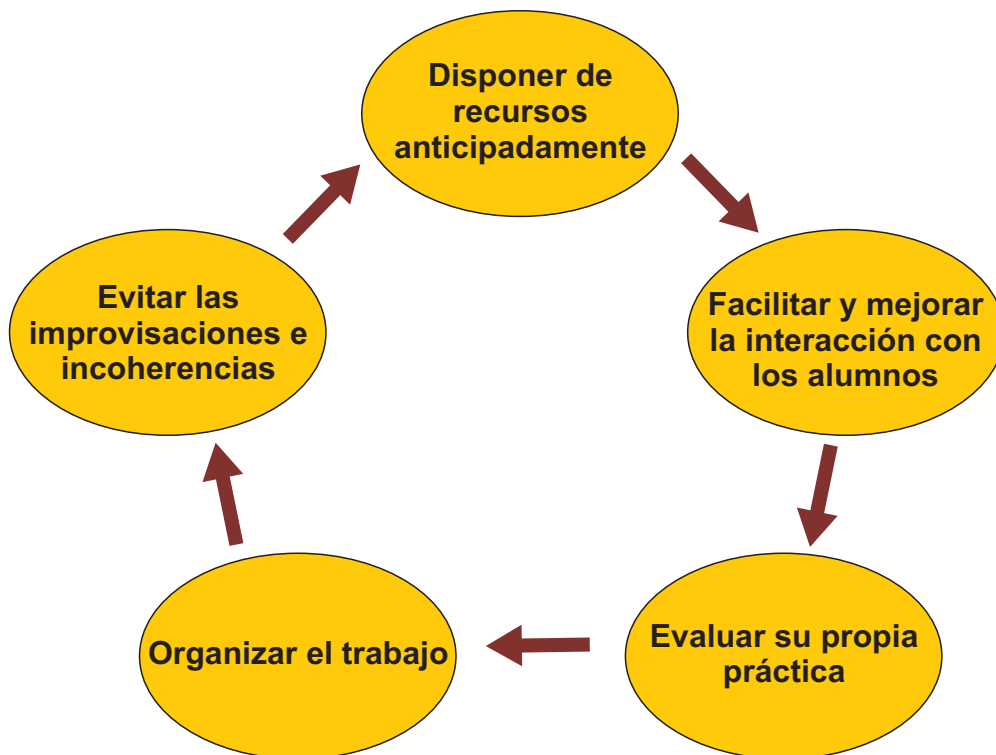 Disponer de
recursos
anticipadamente
Facilitar y mejorar
la interacción con
los alumnos
Evaluar su propia
práctica
Organizar el trabajo
Evitar las
improvisaciones e
incoherencias